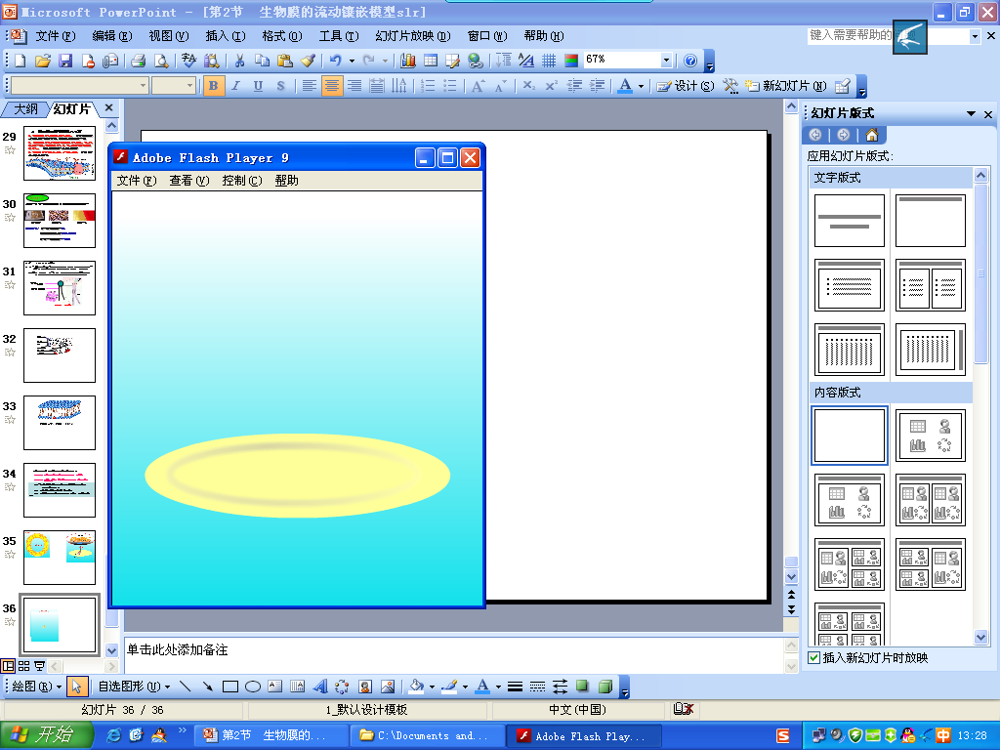 Microsoft PowerPoint - [第2节 生物膜的流动镶嵌模型slr]
文件(F) 编辑(E) 视图(V) 插入(I) 格式(O) 工具(T) 幻灯片放映(D) 窗口(W) 帮助(H) 键入需要帮助的
67%
B I U S A 设计(S) 新幻灯片(N)
大纲 幻灯片
29
30
31
32
33
34
35
36
Adobe Flash Player 9
文件(F) 查看(V) 控制(C) 帮助
幻灯片版式
应用幻灯片版式:
文字版式
内容版式
插入新幻灯片时放映
单击此处添加备注
绘图(R) 自选图形(U)
幻灯片 36 / 36 1_默认设计模板 中文(中国)
开始 第2节 生物膜的... C:\Documents and... Adobe Flash Play... 13:28